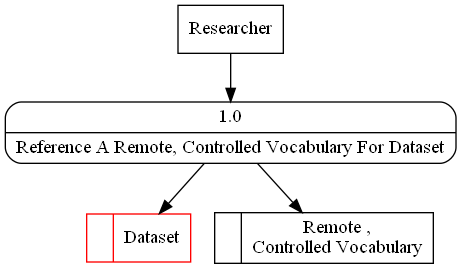 Researcher
1.0
Reference A Remote, Controlled Vocabulary For Dataset
Dataset
Remote ,
Controlled Vocabulary